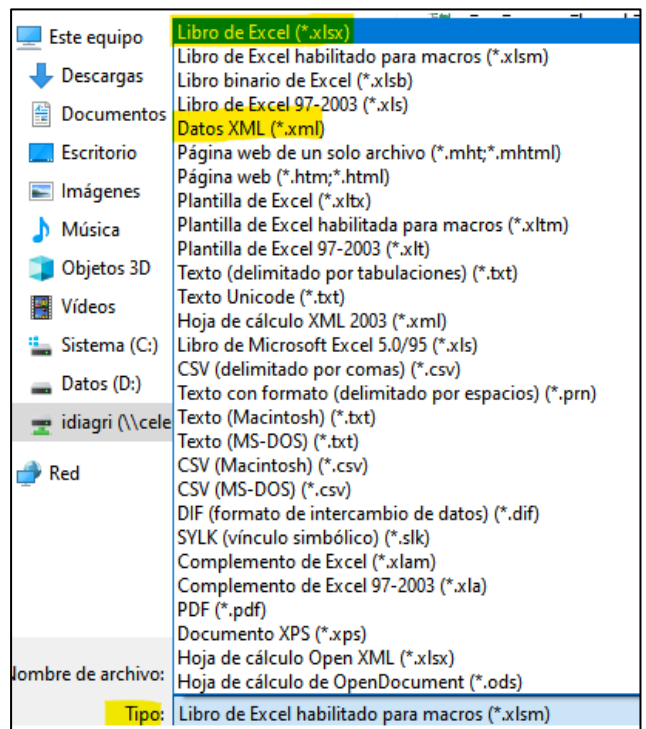 Este equipo
Descargas
Documentos
Escritorio
Imágenes
Música
Objetos 3D
Vídeos
Sistema (C:)
Datos (D:)
idiagri (\\cele
Red
Libro de Excel (*.xlsx)
Libro de Excel habilitado para macros (*.xlsm)
Libro binario de Excel (*.xlsb)
Libro de Excel 97-2003 (*.xls)
Datos XML (*.xml)
Página web de un solo archivo (*.mht;*.mhtml)
Página web (*.htm;*.html)
Plantilla de Excel (*.xltx)
Plantilla de Excel habilitada para macros (*.xltm)
Plantilla de Excel 97-2003 (*.xlt)
Texto (delimitado por tabulaciones) (*.txt)
Texto Unicode (*.txt)
Hoja de cálculo XML 2003 (*.xml)
Libro de Microsoft Excel 5.0/95 (*.xls)
CSV (delimitado por comas) (*.csv)
Texto con formato (delimitado por espacios) (*.prn)
Texto (Macintosh) (*.txt)
Texto (MS-DOS) (*.txt)
CSV (Macintosh) (*.csv)
CSV (MS-DOS) (*.csv)
DIF (formato de intercambio de datos) (*.dif)
SYLK (vínculo simbólico) (*.slk)
Complemento de Excel (*.xlam)
Complemento de Excel 97-2003 (*.xla)
PDF (*.pdf)
Documento XPS (*.xps)
Hoja de cálculo Open XML (*.xlsx)
Hoja de cálculo de OpenDocument (*.ods)
Nombre de archivo:
Tipo: Libro de Excel habilitado para macros (*.xlsm)